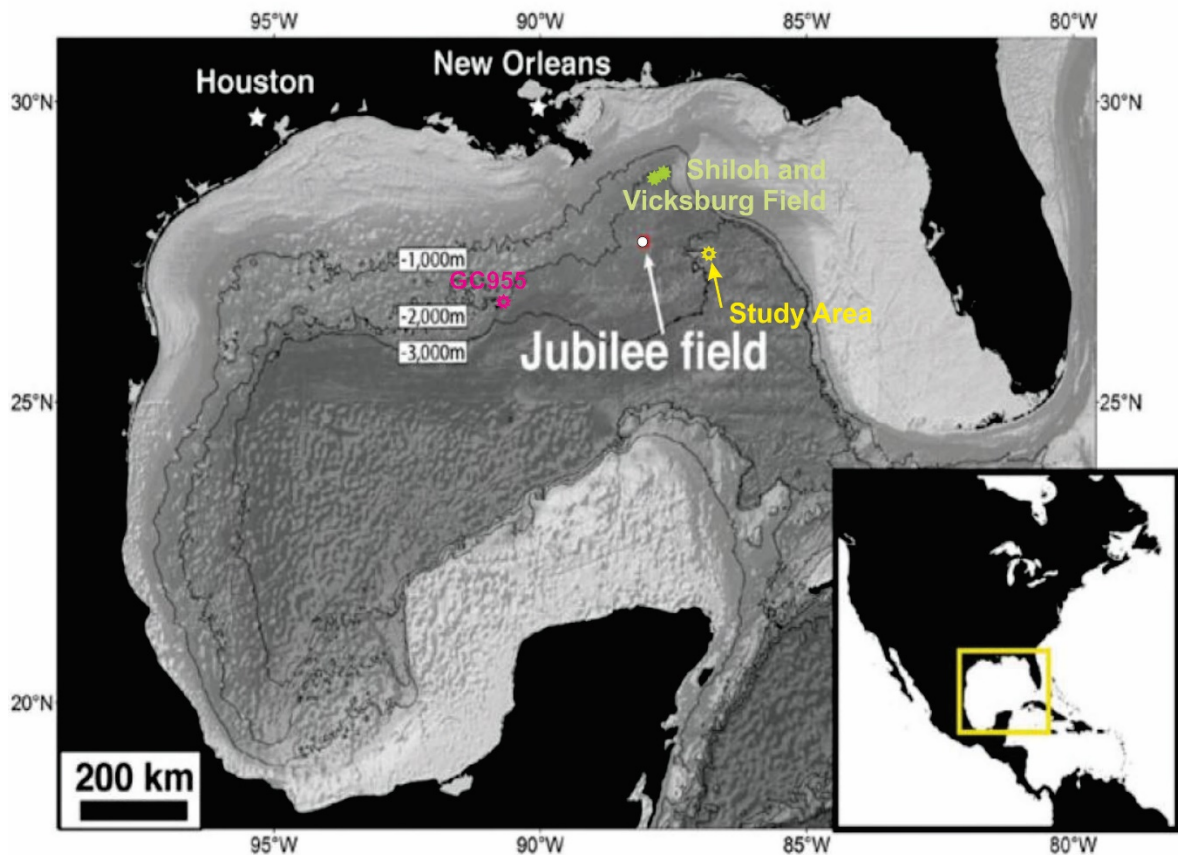 95°W
90°W
85°W
80°W
Houston
New Orleans
30°N
30°N
Shiloh and
Vicksburg Field
-1,000m
GC955
-2,000m
Study Area
-3,000m
Jubilee field
25°N
25°N
20°N
200 km
95°W
90°W
85°W
80°W